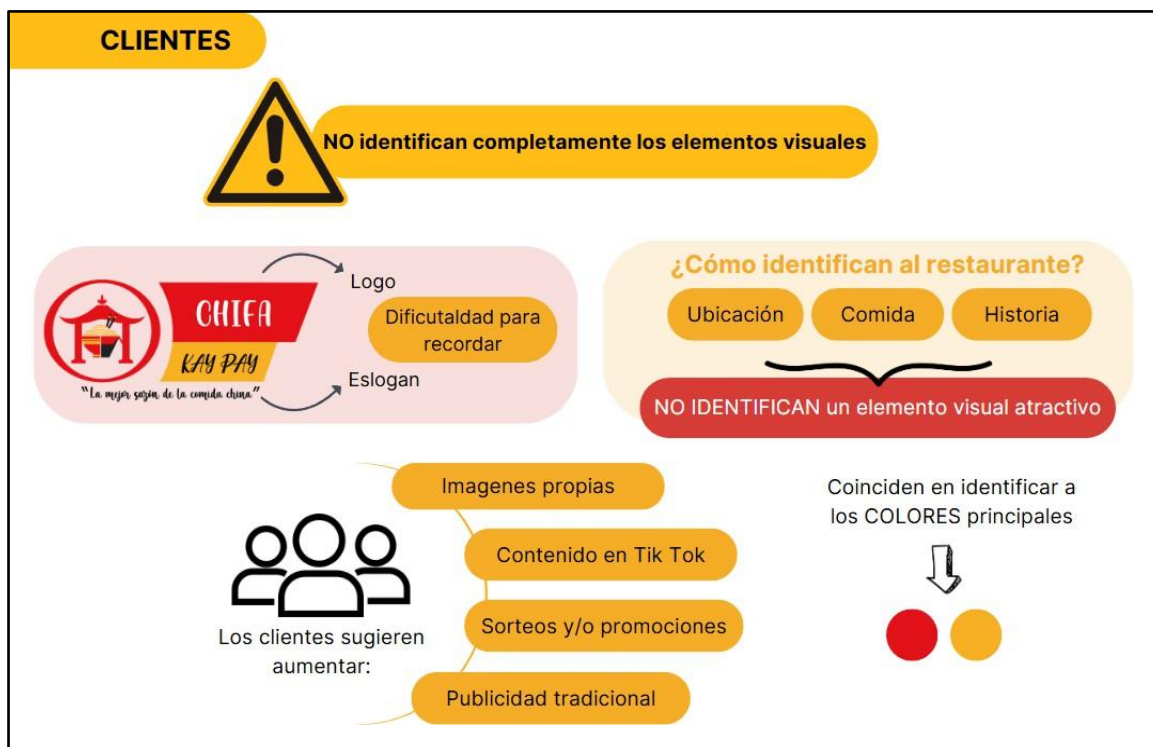 CLIENTES
NO identifican completamente los elementos visuales
CHIFA
KAY PAY
"La mejor sazón de la comida china"
Logo
Dificutaldad para
recordar
Eslogan
¿Cómo identifican al restaurante?
Ubicación
Comida
Historia
NO IDENTIFICAN un elemento visual atractivo
Los clientes sugieren
aumentar:
Imagenes propias
Contenido en Tik Tok
Sorteos y/o promociones
Publicidad tradicional
Coinciden en identificar a
los COLORES principales